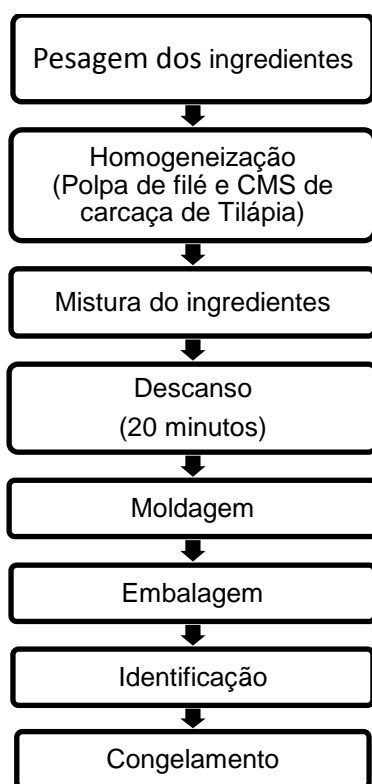 Pesagem dos ingredientes
Homogeneização
(Polpa de filé e CMS de
carcaça de Tilápia)
Mistura do ingredientes
Descanso
(20 minutos)
Moldagem
Embalagem
Identificação
Congelamento